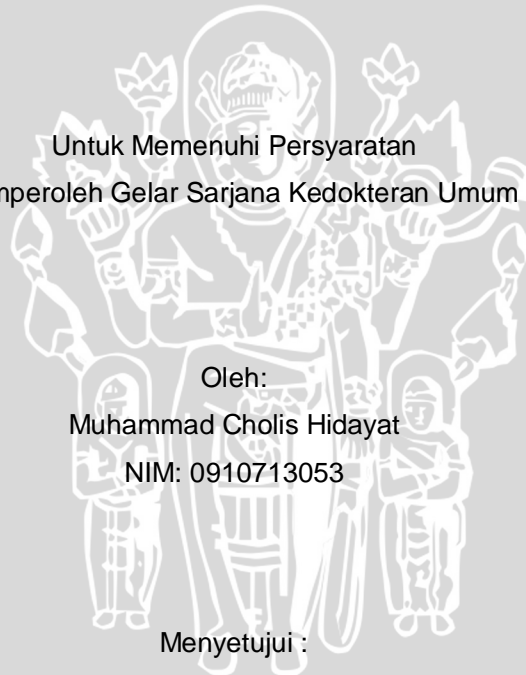 Untuk Memenuhi Persyaratan
mperoleh Gelar Sarjana Kedokteran Umum
Oleh:
Muhammad Cholis Hidayat
NIM: 0910713053
Menyetujui :